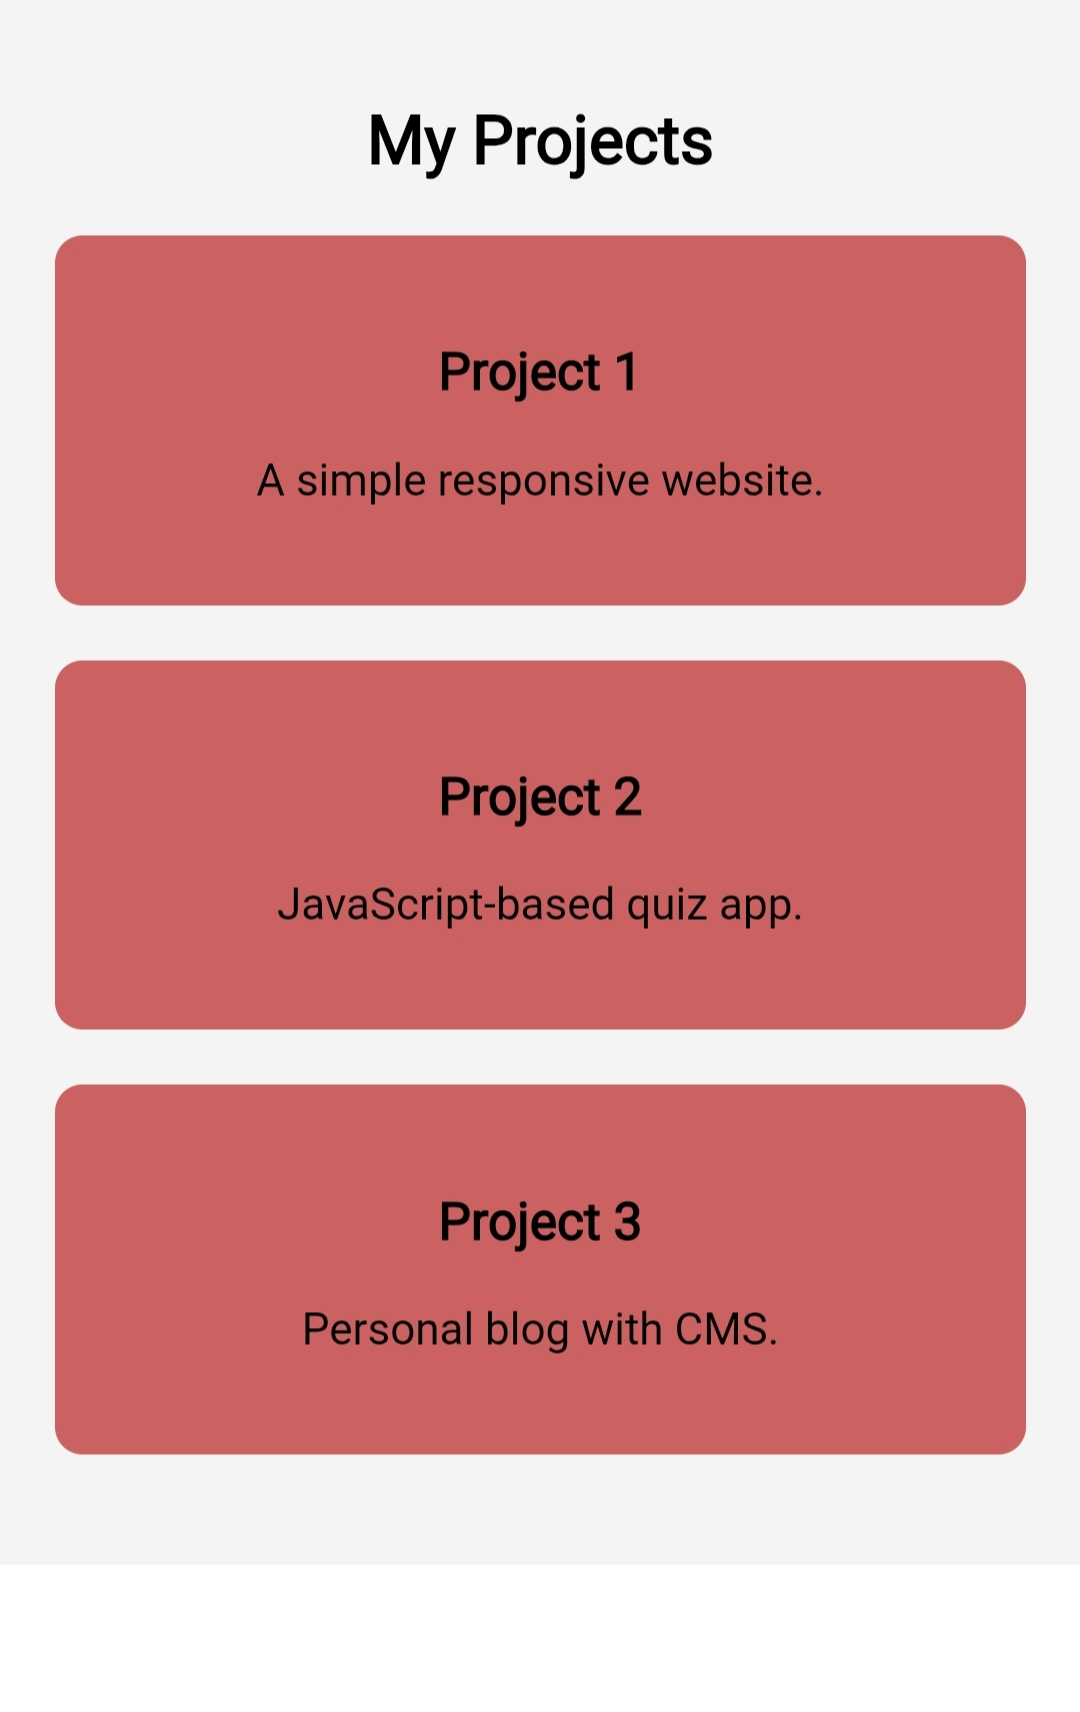 My Projects
Project 1
A simple responsive website.
Project 2
JavaScript-based quiz app.
Project 3
Personal blog with CMS.